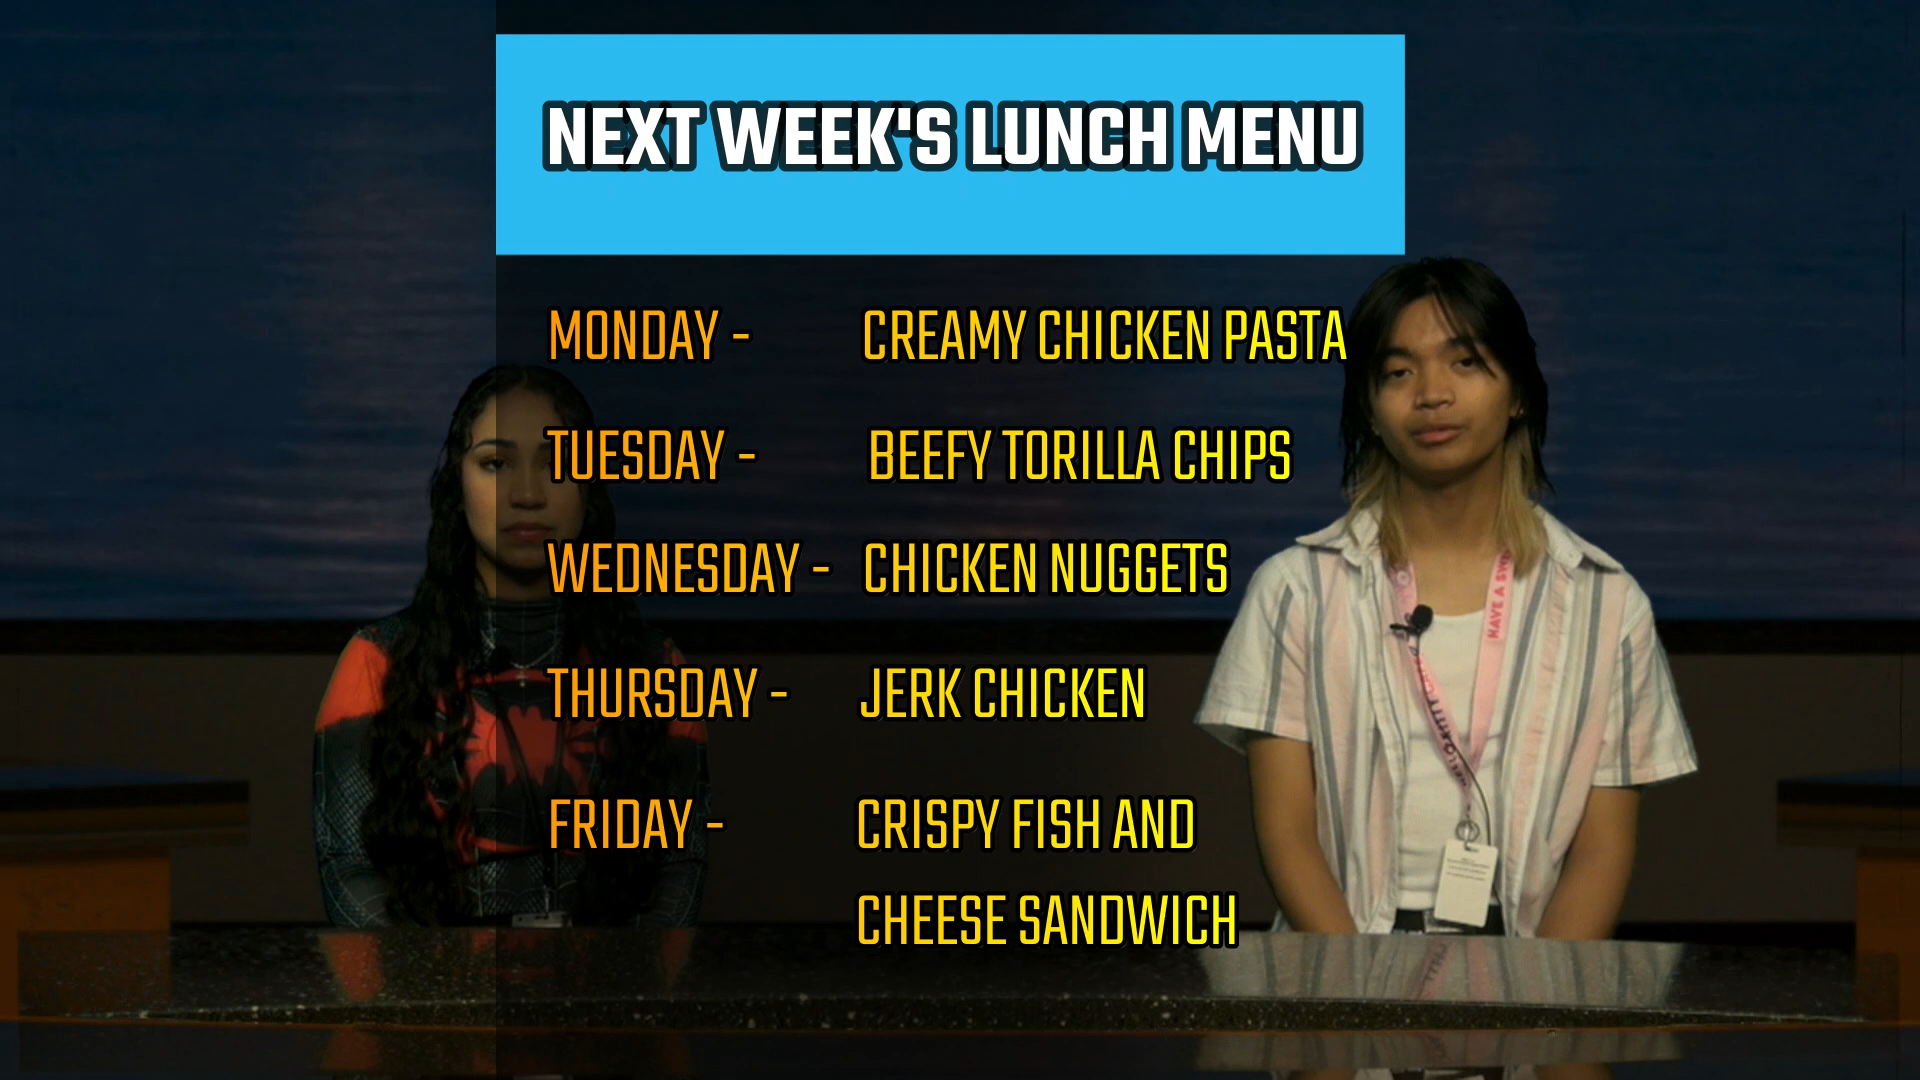 NEXT WEEK'S LUNCH MENU
MONDAY - CREAMY CHICKEN PASTA
TUESDAY - BEEFY TORILLA CHIPS
WEDNESDAY - CHICKEN NUGGETS
THURSDAY - JERK CHICKEN
FRIDAY - CRISPY FISH AND
CHEESE SANDWICH
HAVE A